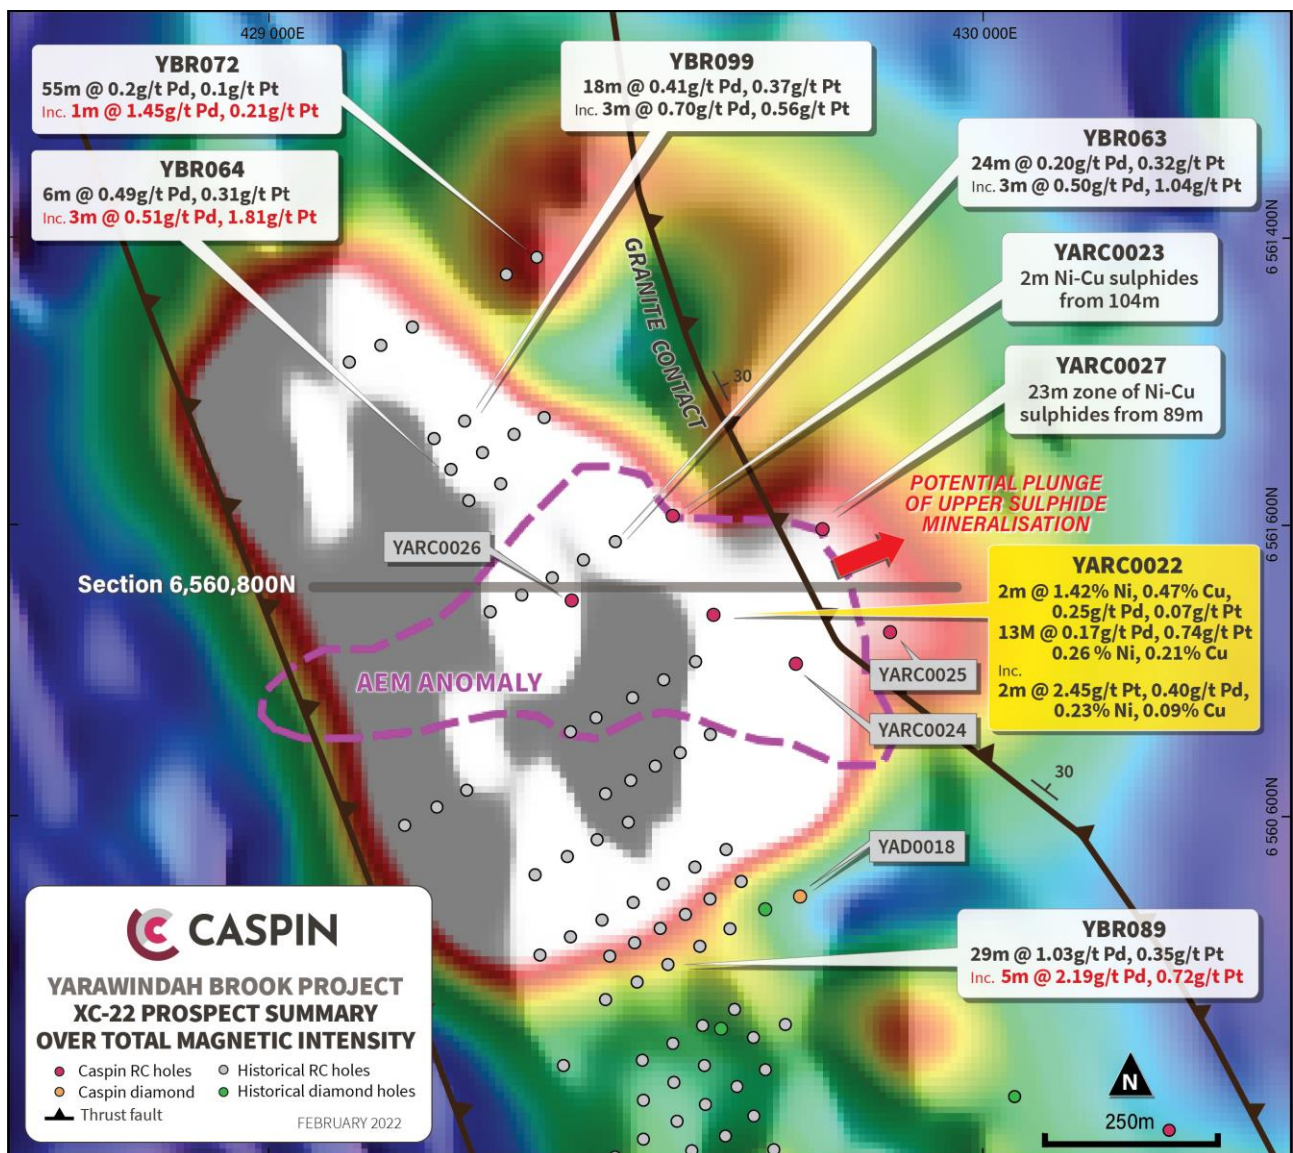 429 000E
430 000E
YBR072
55m @ 0.2g/t Pd, 0.1g/t Pt
Inc. 1m @ 1.45g/t Pd, 0.21g/t Pt
YBR099
18m @ 0.41g/t Pd, 0.37g/t Pt
Inc. 3m @ 0.70g/t Pd, 0.56g/t Pt
YBR063
24m @ 0.20g/t Pd, 0.32g/t Pt
Inc. 3m @ 0.50g/t Pd, 1.04g/t Pt
YBR064
6m @ 0.49g/t Pd, 0.31g/t Pt
Inc. 3m @ 0.51g/t Pd, 1.81g/t Pt
6 561 400N
YARC0023
2m Ni-Cu sulphides
from 104m
GRANITE CONTACT
30
YARC0027
23m zone of Ni-Cu
sulphides from 89m
POTENTIAL PLUNGE
OF UPPER SULPHIDE
MINERALISATION
6 561 600N
YARC0026
Section 6,560,800N
YARC0022
2m @ 1.42% Ni, 0.47% Cu,
0.25g/t Pd, 0.07g/t Pt
13M @ 0.17g/t Pd, 0.74g/t Pt
0.26 % Ni, 0.21% Cu
Inc.
2m @ 2.45g/t Pt, 0.40g/t Pd,
0.23% Ni, 0.09% Cu
AEM ANOMALY
YARC0025
YARC0024
30
6 560 600N
YAD0018
YBR089
29m @ 1.03g/t Pd, 0.35g/t Pt
Inc. 5m @ 2.19g/t Pd, 0.72g/t Pt
CASPIN
YARAWINDAH BROOK PROJECT
XC-22 PROSPECT SUMMARY
OVER TOTAL MAGNETIC INTENSITY
Caspin RC holes
Historical RC holes
Caspin diamond
Historical diamond holes
Thrust fault
FEBRUARY 2022
N
250m